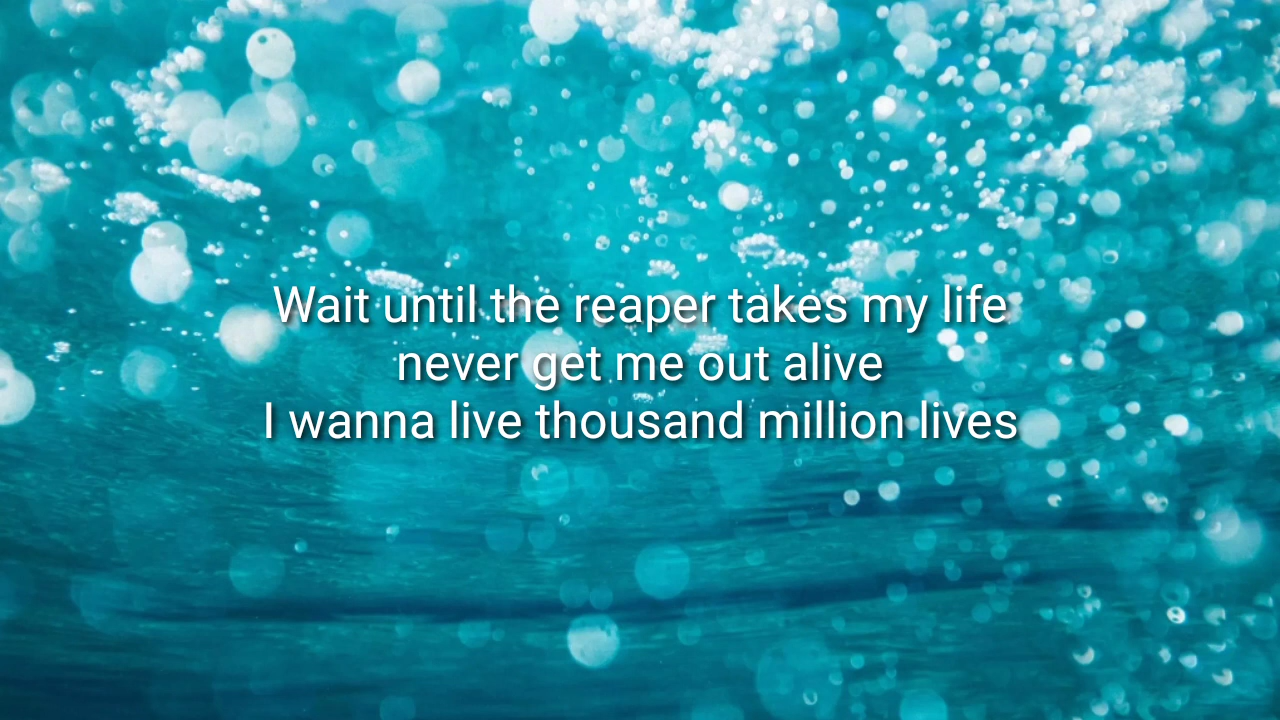 Wait until the reaper takes my life
never get me out alive
I wanna live thousand million lives